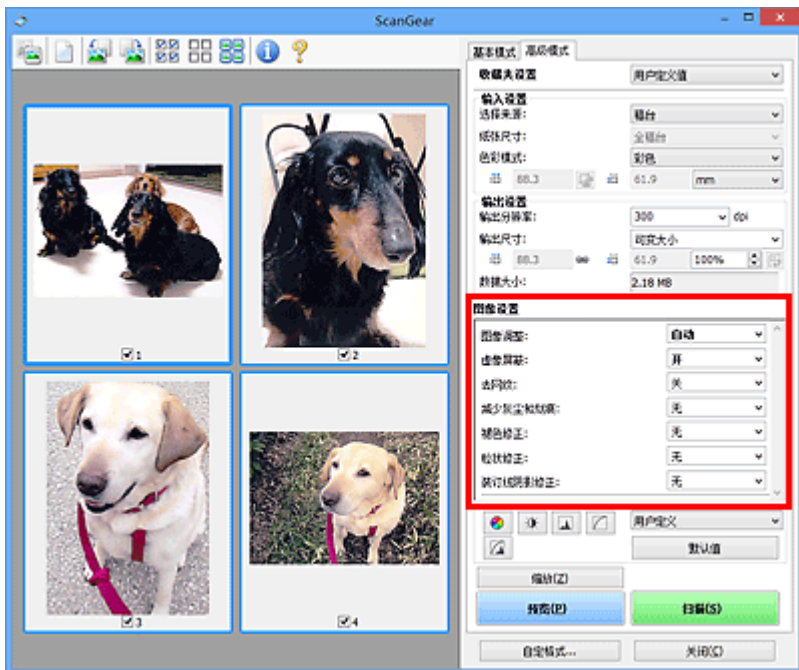 ScanGear
基本模式 高级模式
收藏夹设置 用户定义值
输入设置
选择来源: 稿台
纸张尺寸: 全稿台
色彩模式: 彩色
88.3 61.9 mm
输出设置
输出分辨率: 300 dpi
输出尺寸: 可变大小
88.3 61.9 100%
数据大小: 2.18 MB
图像设置
图像调整: 自动
虚像屏蔽: 开
去网纹: 关
减少灰尘和划痕: 无
褪色修正: 无
粒状修正: 无
装订线阴影修正: 无
用户定义
默认值
缩放(Z)
预览(P) 扫描(S)
自定格式... 关闭(C)
1
2
3
4